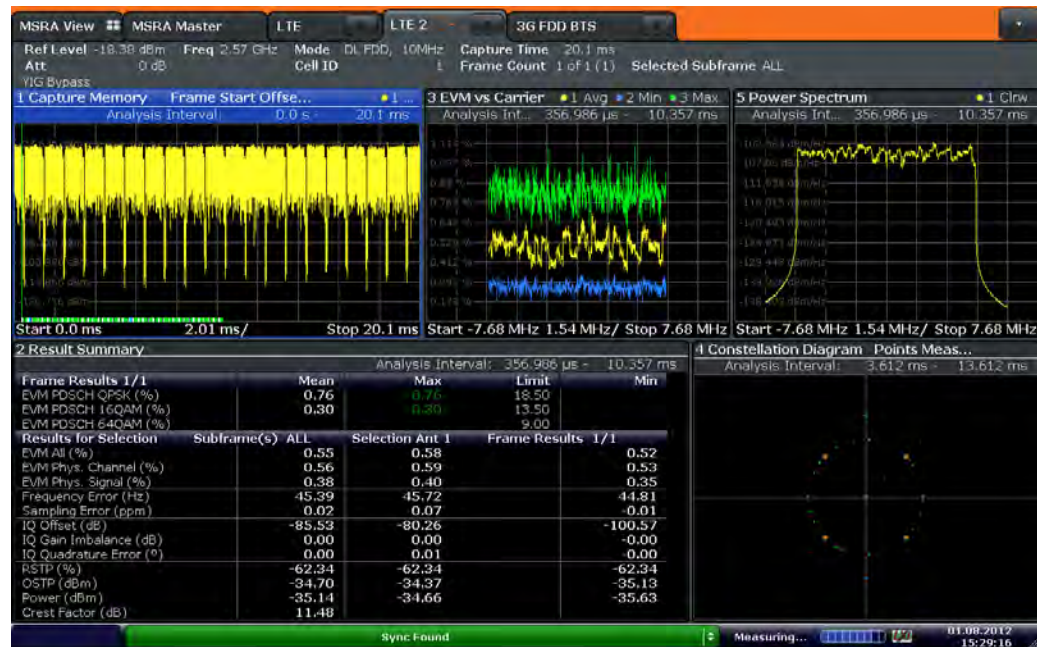 MSRA View MSRA Master LTE LTE 2 3G FDD BTS
Ref Level -18.38 dBm Freq 2.57 GHz Mode DL FDD, 10MHz Capture Time 20.1 ms
Att 0 dB Cell ID 1 Frame Count 1 of 1 (1) Selected Subframe ALL
YIG Bypass
1 Capture Memory Frame Start Offse... 1 ...
Analysis Interval: 0.0 s - 20.1 ms
Start 0.0 ms 2.01 ms/ Stop 20.1 ms
3 EVM vs Carrier 1 Avg 2 Min 3 Max
Analysis Int... 356.986 µs - 10.357 ms
Start -7.68 MHz 1.54 MHz/ Stop 7.68 MHz
5 Power Spectrum 1 Clrw
Analysis Int... 356.986 µs - 10.357 ms
Start -7.68 MHz 1.54 MHz/ Stop 7.68 MHz
2 Result Summary
Analysis Interval: 356.986 µs - 10.357 ms
Frame Results 1/1 Mean Max Limit Min
EVM PDSCH QPSK (%) 0.76 0.76 18.50
EVM PDSCH 16QAM (%) 0.30 0.30 13.50
EVM PDSCH 64QAM (%) 9.00
Results for Selection Subframe(s) ALL Selection Ant 1 Frame Results 1/1
EVM All (%) 0.55 0.58 0.52
EVM Phys. Channel (%) 0.56 0.59 0.53
EVM Phys. Signal (%) 0.38 0.40 0.35
Frequency Error (Hz) 45.39 45.72 44.81
Sampling Error (ppm) 0.02 0.07 -0.01
IQ Offset (dB) -85.53 -80.26 -100.57
IQ Gain Imbalance (dB) 0.00 0.00 -0.00
IQ Quadrature Error (º) 0.00 0.01 -0.00
RSTP (%) -62.34 -62.34 -62.34
OSTP (dBm) -34.70 -34.37 -35.13
Power (dBm) -35.14 -34.66 -35.63
Crest Factor (dB) 11.48
4 Constellation Diagram Points Meas...
Analysis Interval: 3.612 ms - 13.612 ms
Sync Found
Measuring...
01.08.2012
15:29:16